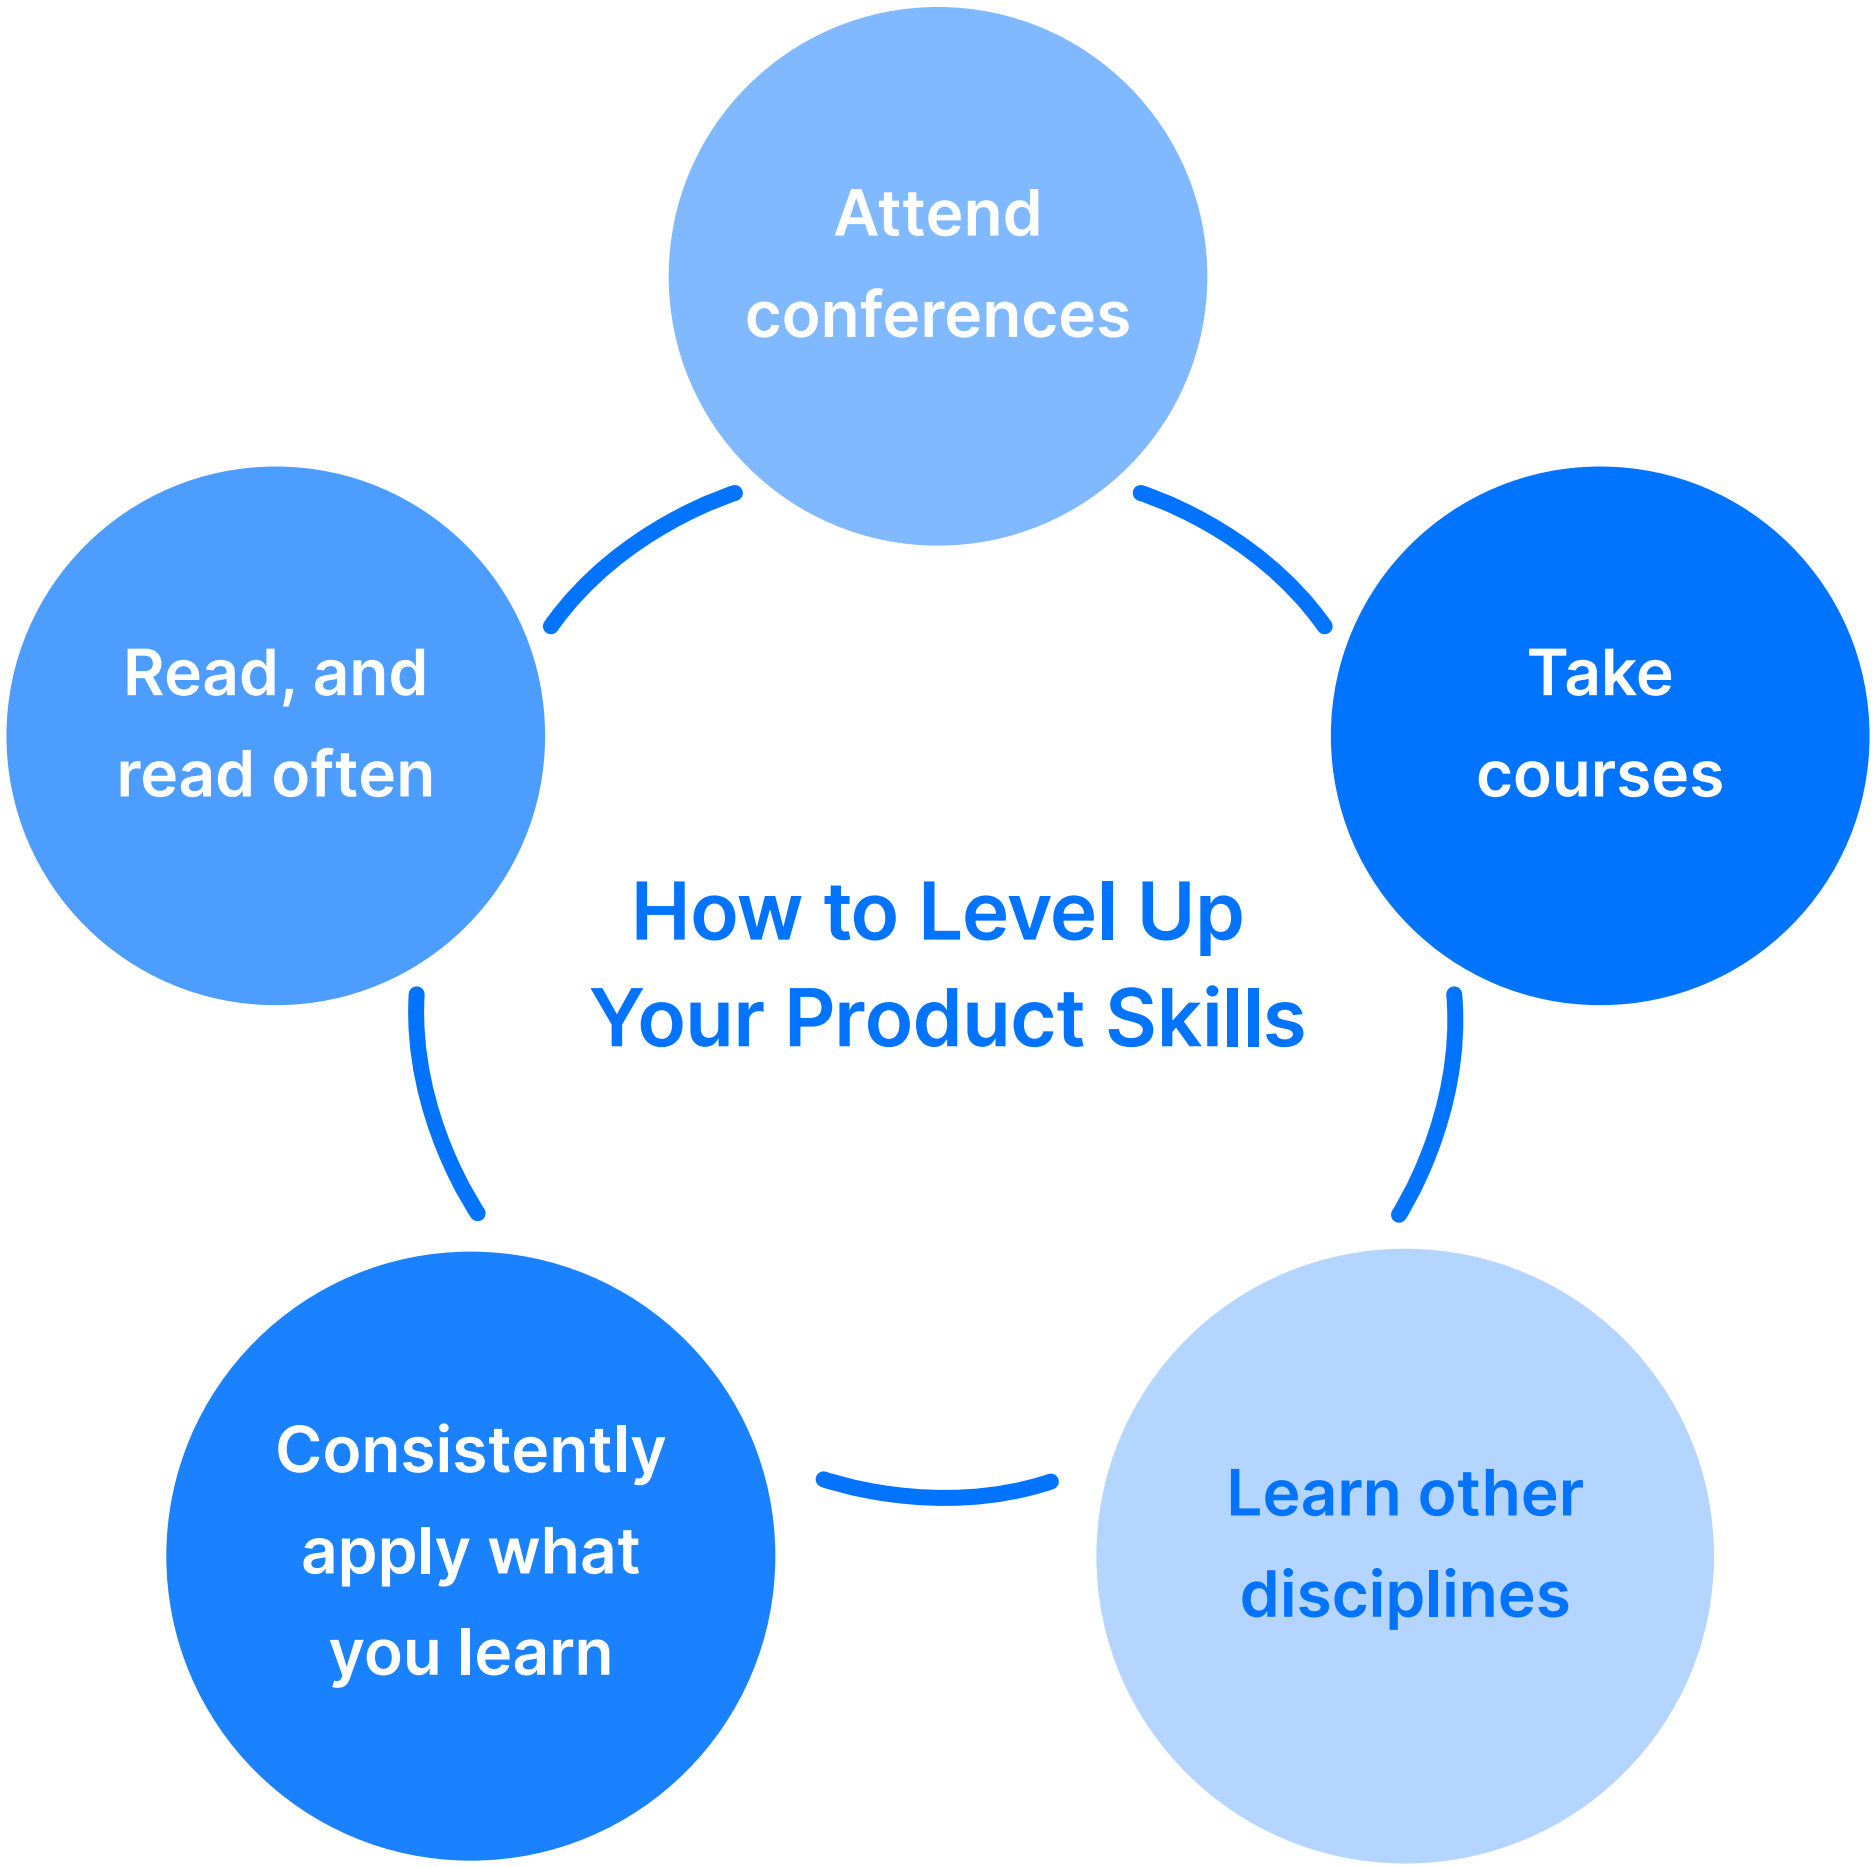 Attend
conferences
Read, and
read often
Take
courses
How to Level Up
Your Product Skills
Consistently
apply what
you learn
Learn other
disciplines